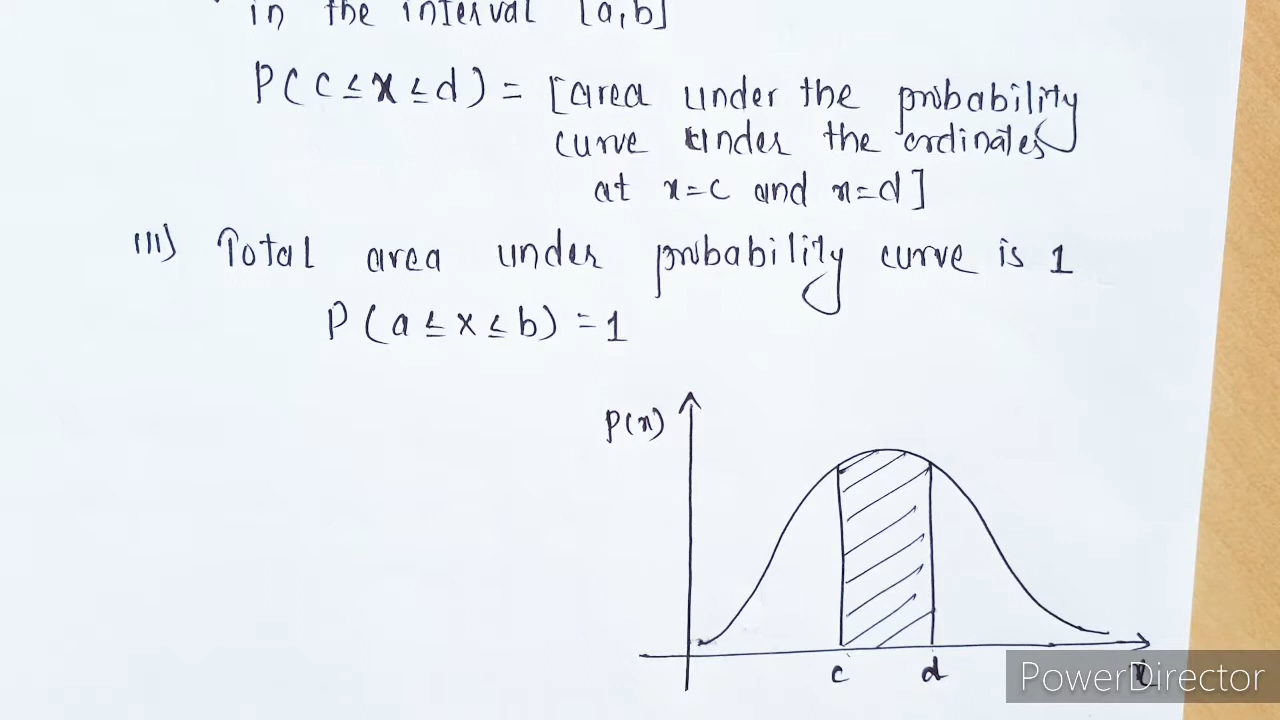 in the interval [a,b]
P( c ≤ x ≤ d ) = [area under the probability
curve under the ordinates
at x=c and x=d]
III) Total area under probability curve is 1
P ( a ≤ x ≤ b ) = 1
P(x)
c d x
PowerDirector